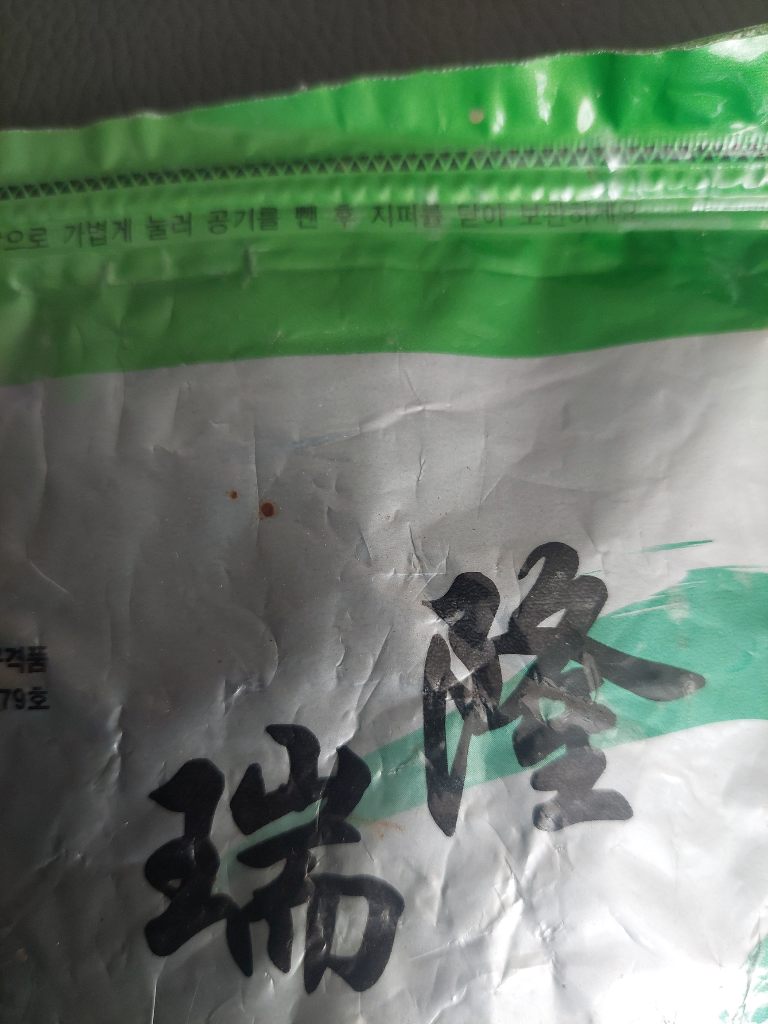 으로 가볍게 눌러 공기를 뺀 후 지퍼를 닫아 보관하세요
격품
79호
隆
瑞